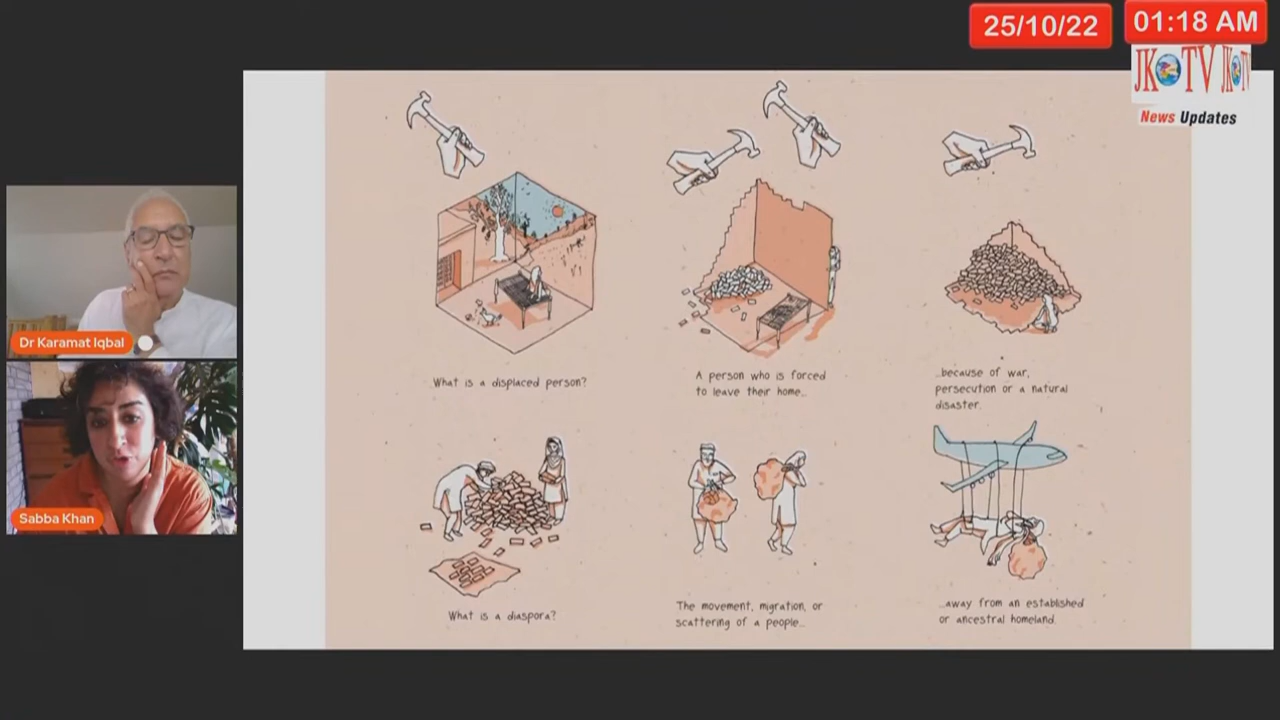 25/10/22
01:18 AM
JKTV JKTV
News Updates
Dr Karamat Iqbal
Sabba Khan
What is a displaced person?
A person who is forced
to leave their home...
...because of war,
persecution or a natural
disaster.
What is a diaspora?
The movement, migration, or
scattering of a people...
...away from an established
or ancestral homeland.